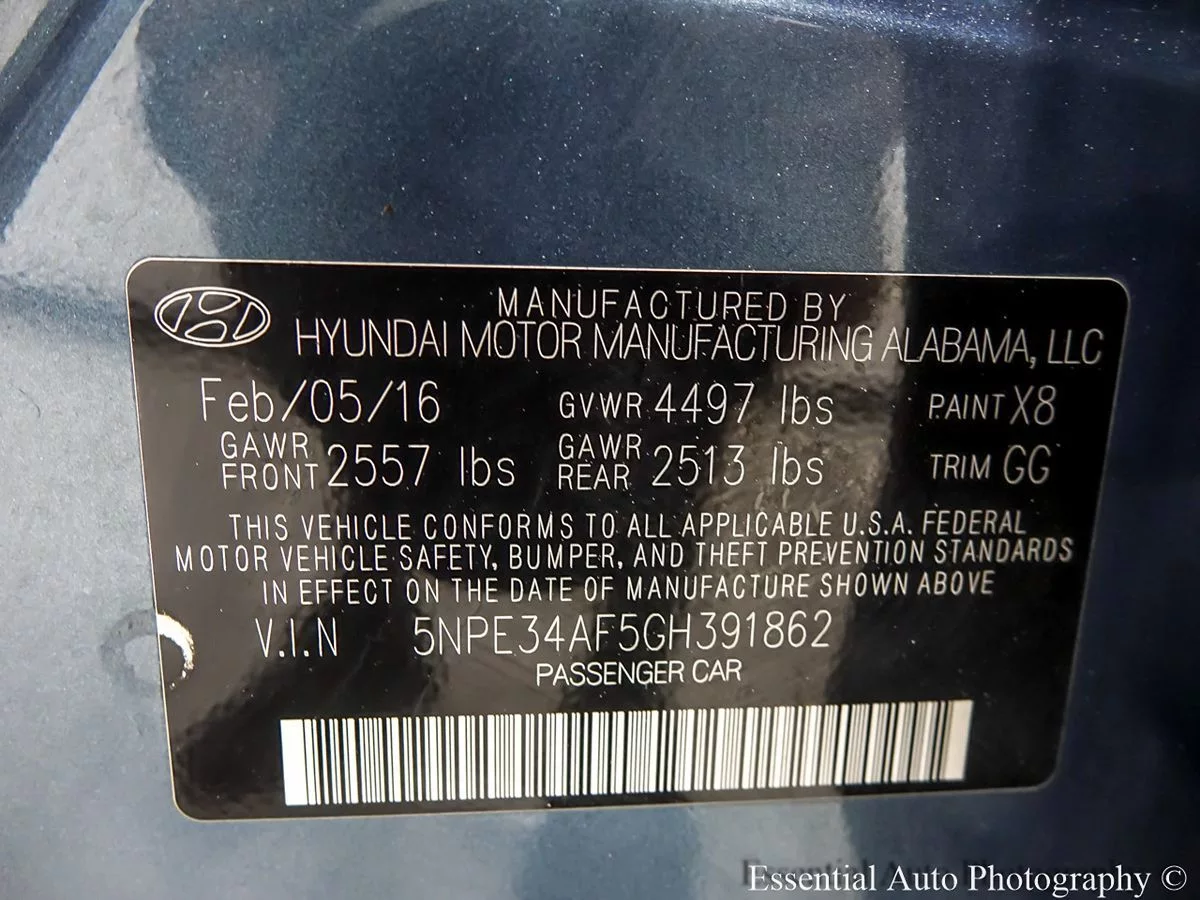 MANUFACTURED BY
HYUNDAI MOTOR MANUFACTURING ALABAMA, LLC
Feb/05/16 GVWR 4497 lbs PAINT X8
GAWR FRONT 2557 lbs GAWR REAR 2513 lbs TRIM GG
THIS VEHICLE CONFORMS TO ALL APPLICABLE U.S.A. FEDERAL
MOTOR VEHICLE SAFETY, BUMPER, AND THEFT PREVENTION STANDARDS
IN EFFECT ON THE DATE OF MANUFACTURE SHOWN ABOVE
V.I.N 5NPE34AF5GH391862
PASSENGER CAR
Essential Auto Photography ©